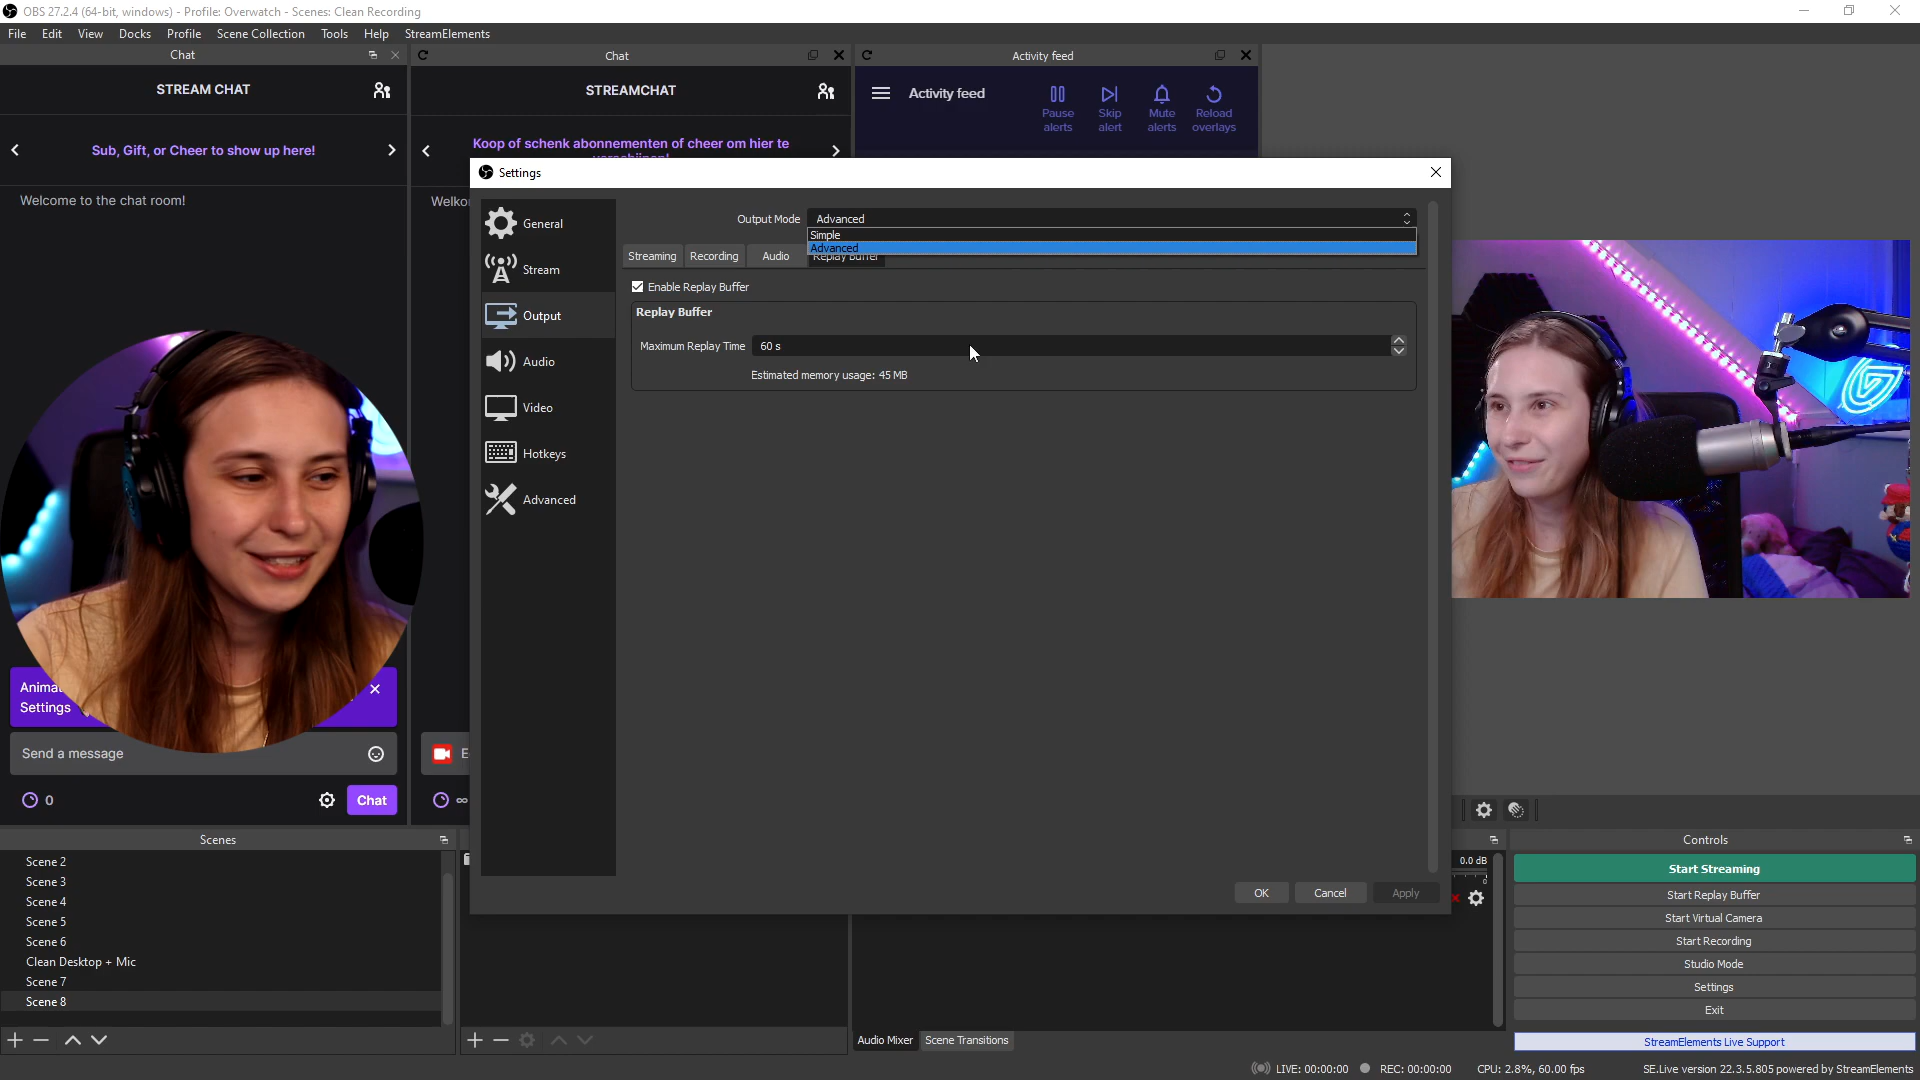 OBS 27.2.4 (64-bit, windows) - Profile: Overwatch - Scenes: Clean Recording
File Edit View Docks Profile Scene Collection Tools Help StreamElements
Chat
STREAM CHAT
Sub, Gift, or Cheer to show up here!
Welcome to the chat room!
Settings
Send a message
0
Chat
Chat
STREAMCHAT
Koop of schenk abonnementen of cheer om hier te
verschijnen!
Activity feed
Activity feed
Pause alerts
Skip alert
Mute alerts
Reload overlays
Settings
General
Stream
Output
Audio
Video
Hotkeys
Advanced
Output Mode Advanced
Simple
Advanced
Streaming Recording Audio Replay Buffer
Enable Replay Buffer
Replay Buffer
Maximum Replay Time 60 s
Estimated memory usage: 45 MB
OK Cancel Apply
Scenes
Scene 2
Scene 3
Scene 4
Scene 5
Scene 6
Clean Desktop + Mic
Scene 7
Scene 8
0.0 dB
0
Audio Mixer Scene Transitions
Controls
Start Streaming
Start Replay Buffer
Start Virtual Camera
Start Recording
Studio Mode
Settings
Exit
StreamElements Live Support
LIVE: 00:00:00 REC: 00:00:00 CPU: 2.8%, 60.00 fps SE.Live version 22.3.5.805 powered by StreamElements